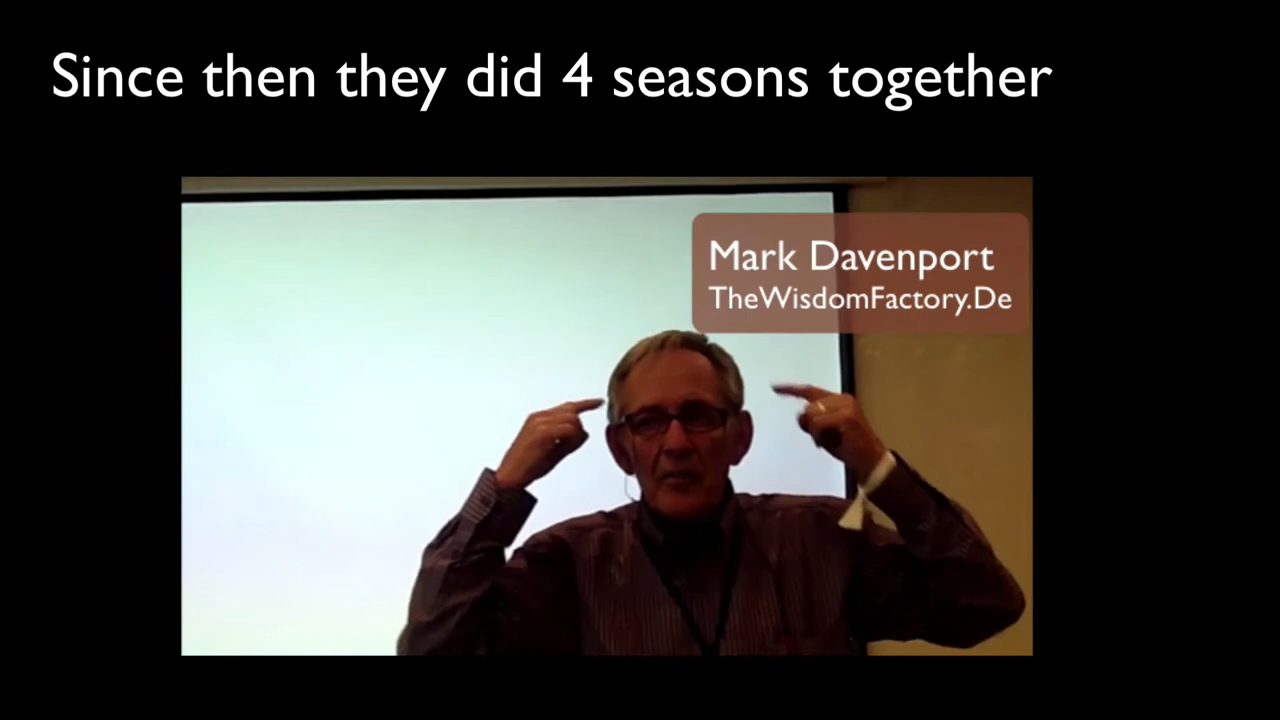 Since then they did 4 seasons together
Mark Davenport
TheWisdomFactory.De